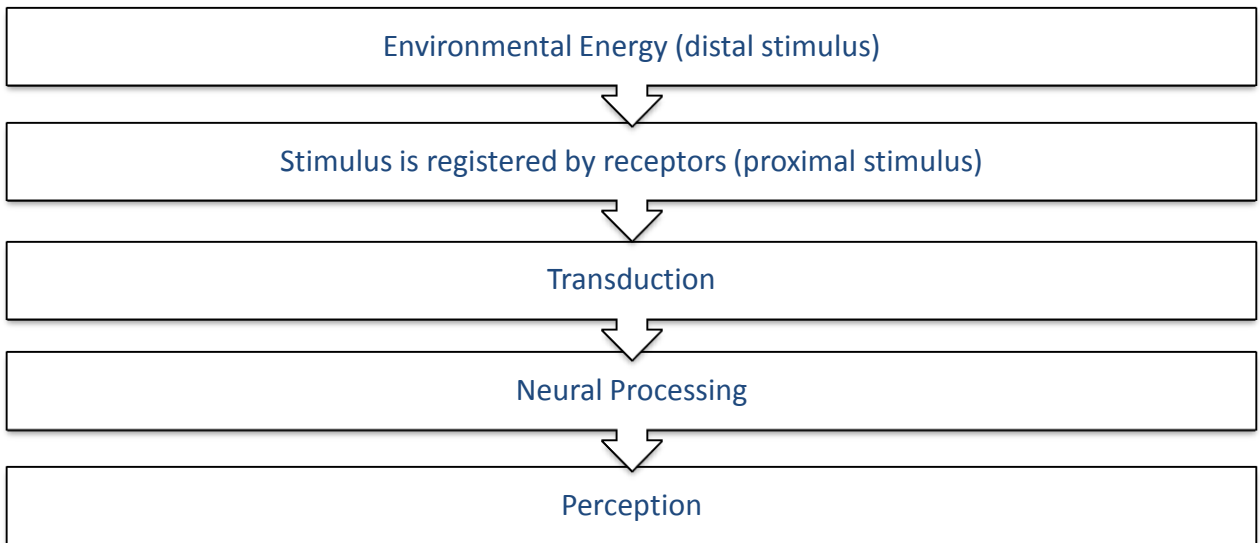 Environmental Energy (distal stimulus)
Stimulus is registered by receptors (proximal stimulus)
Transduction
Neural Processing
Perception